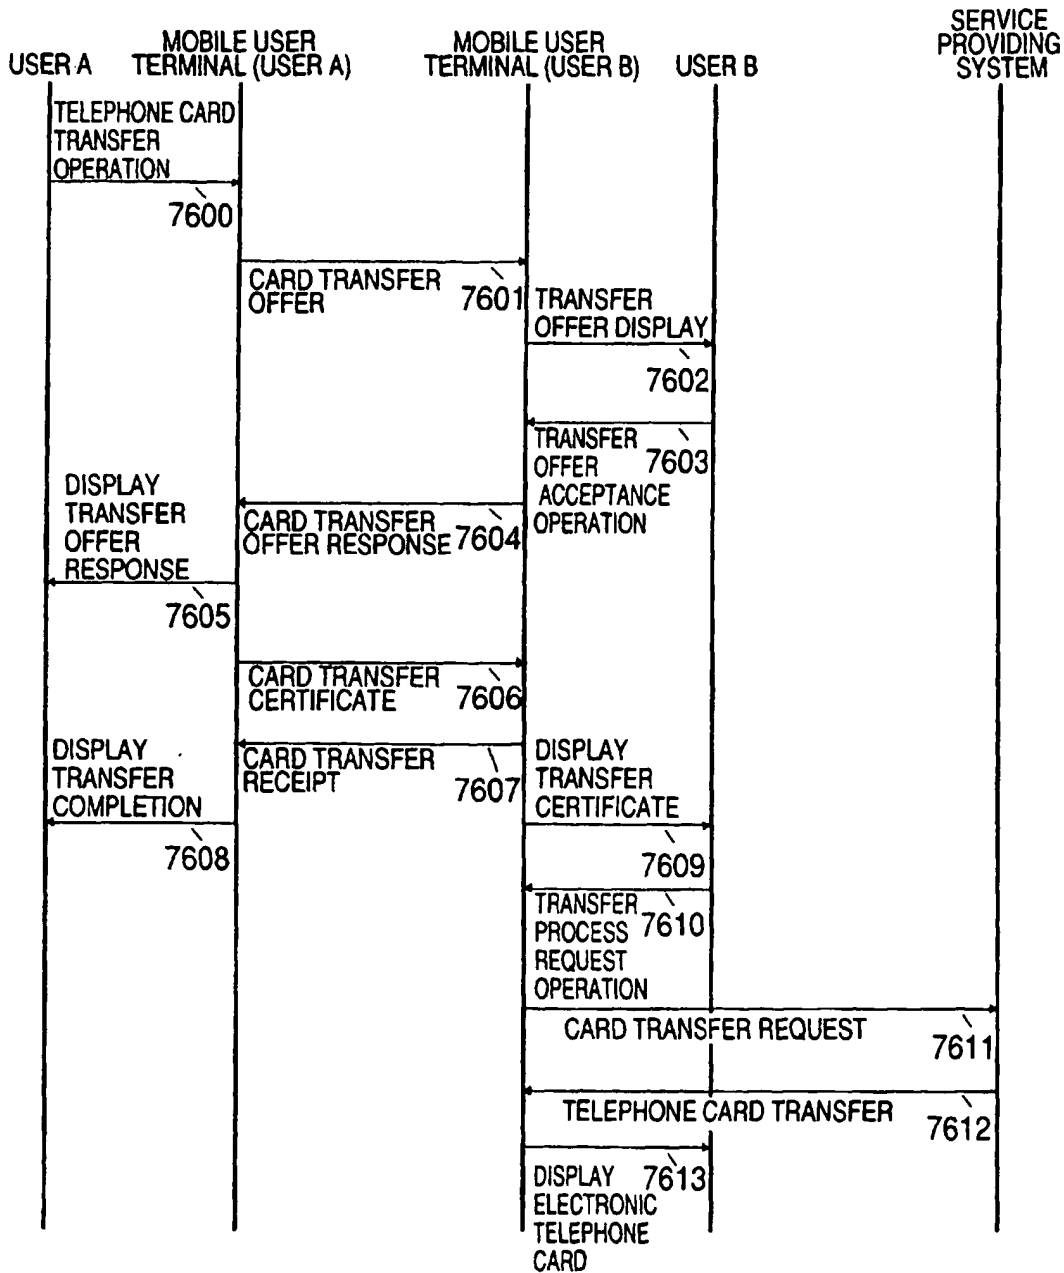 USER A
MOBILE USER
TERMINAL (USER A)
MOBILE USER
TERMINAL (USER B)
USER B
SERVICE
PROVIDING
SYSTEM
TELEPHONE CARD
TRANSFER
OPERATION
7600
CARD TRANSFER
OFFER
7601
TRANSFER
OFFER DISPLAY
7602
TRANSFER
OFFER
ACCEPTANCE
OPERATION
7603
CARD TRANSFER
OFFER RESPONSE
7604
DISPLAY
TRANSFER
OFFER
RESPONSE
7605
CARD TRANSFER
CERTIFICATE
7606
CARD TRANSFER
RECEIPT
7607
DISPLAY
TRANSFER
COMPLETION
7608
DISPLAY
TRANSFER
CERTIFICATE
7609
TRANSFER
PROCESS
REQUEST
OPERATION
7610
CARD TRANSFER REQUEST
7611
TELEPHONE CARD TRANSFER
7612
DISPLAY
ELECTRONIC
TELEPHONE
CARD
7613